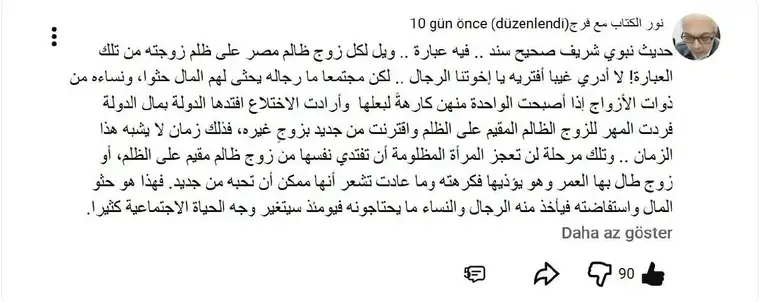 نور الكتاب مع فرج 10 gün önce (düzenlendi)
حديث نبوي شريف صحيح سند .. فيه عبارة .. ويل لكل زوج ظالم مصر على ظلم زوجته من تلك
العبارة! لا أدري غيبا أفتريه يا إخوتنا الرجال .. لكن مجتمعا ما رجاله يحثى لهم المال حثوا، ونساءه من
ذوات الأزواج إذا أصبحت الواحدة منهن كارهةً لبعلها وأرادت الاختلاع افتدها الدولة بمال الدولة
فردت المهر للزوج الظالم المقيم على الظلم واقترنت من جديد بزوجٍ غيره، فذلك زمان لا يشبه هذا
الزمان .. وتلك مرحلة لن تعجز المرأة المظلومة أن تفتدي نفسها من زوج ظالم مقيم على الظلم، أو
زوج طال بها العمر وهو يؤذيها فكرهته وما عادت تشعر أنها ممكن أن تحبه من جديد. فهذا هو حثو
المال واستفاضته فيأخذ منه الرجال والنساء ما يحتاجونه فيومئذ سيتغير وجه الحياة الاجتماعية كثيرا.
Daha az göster
90 5